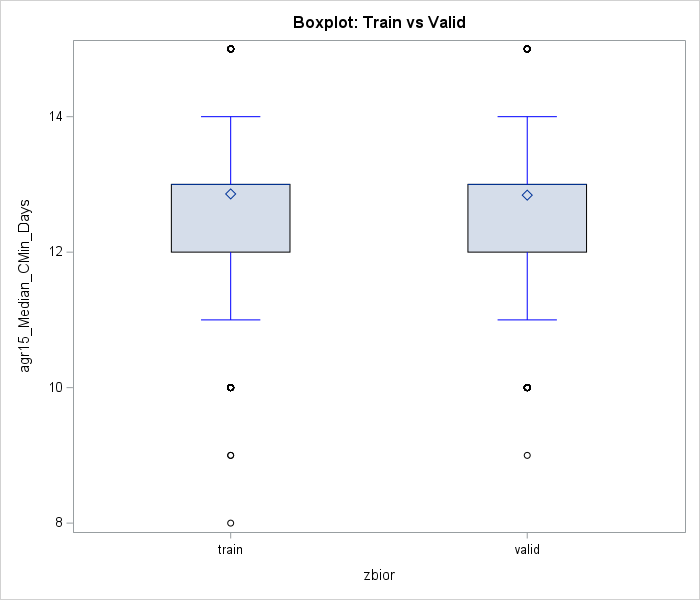 Boxplot: Train vs Valid
agr15_Median_CMin_Days
14
12
10
8
train
valid
zbior